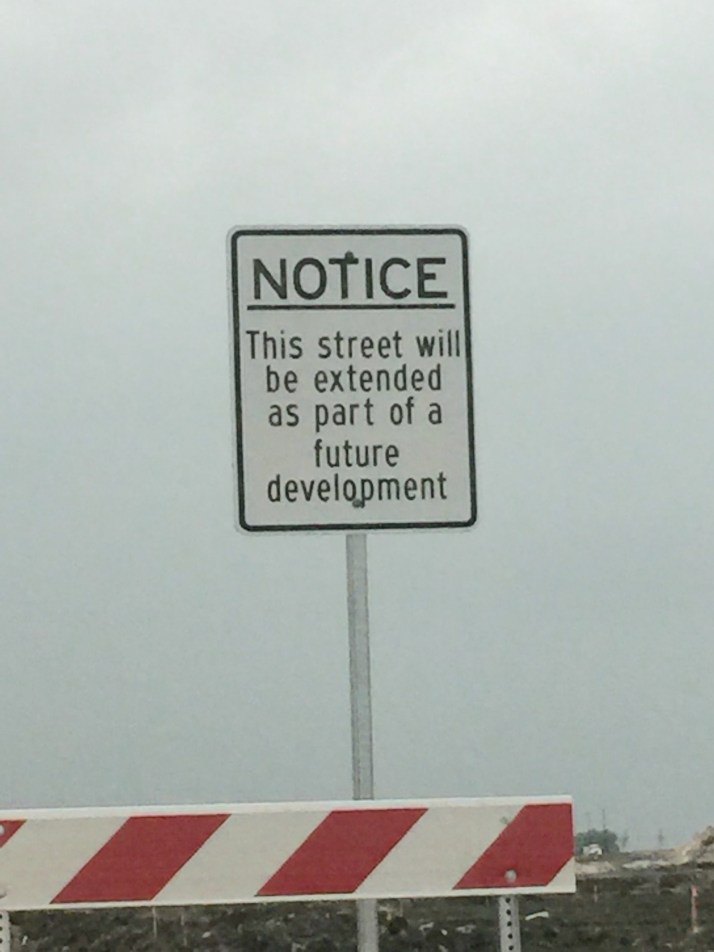 NOTICE
This street will
be extended
as part of a
future
development